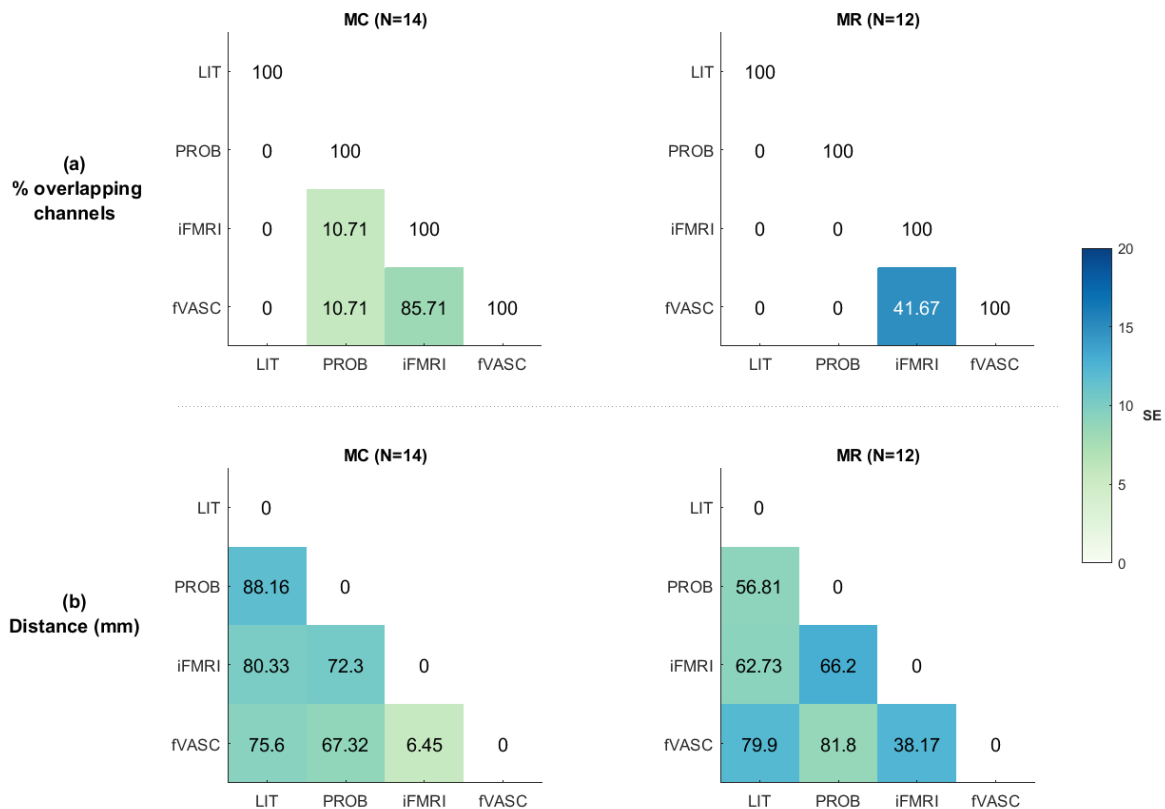 MC (N=14)
LIT 100
PROB 0 100
iFMRI 0 10.71 100
fVASC 0 10.71 85.71 100
LIT PROB iFMRI fVASC
MR (N=12)
LIT 100
PROB 0 100
iFMRI 0 0 100
fVASC 0 0 41.67 100
LIT PROB iFMRI fVASC
(a)
% overlapping
channels
20
15
10
5
0
SE
MC (N=14)
LIT 0
PROB 88.16 0
iFMRI 80.33 72.3 0
fVASC 75.6 67.32 6.45 0
LIT PROB iFMRI fVASC
MR (N=12)
LIT 0
PROB 56.81 0
iFMRI 62.73 66.2 0
fVASC 79.9 81.8 38.17 0
LIT PROB iFMRI fVASC
(b)
Distance (mm)